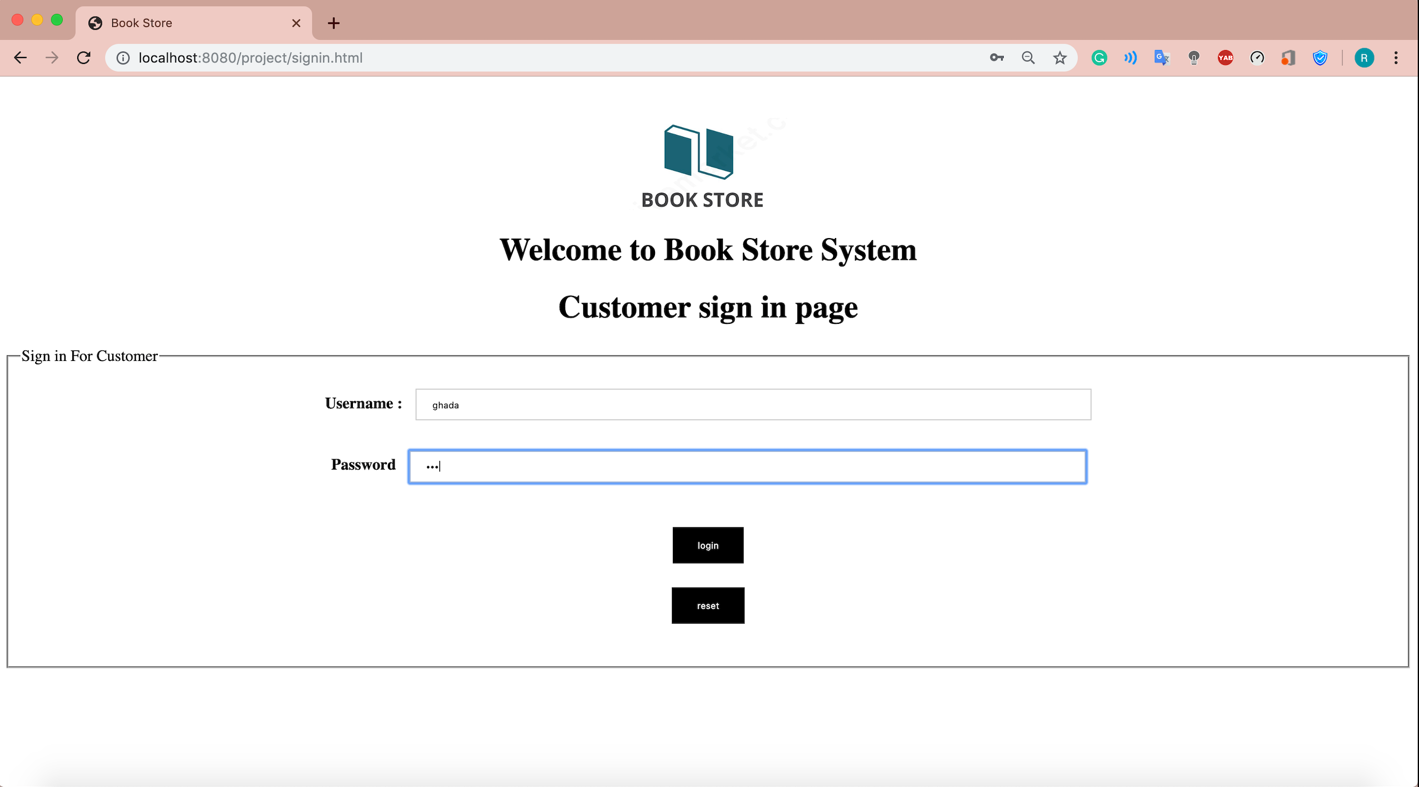 Book Store
localhost:8080/project/signin.html
YAB
R
BOOK STORE
Welcome to Book Store System
Customer sign in page
Sign in For Customer
Username : ghada
Password •••
login
reset